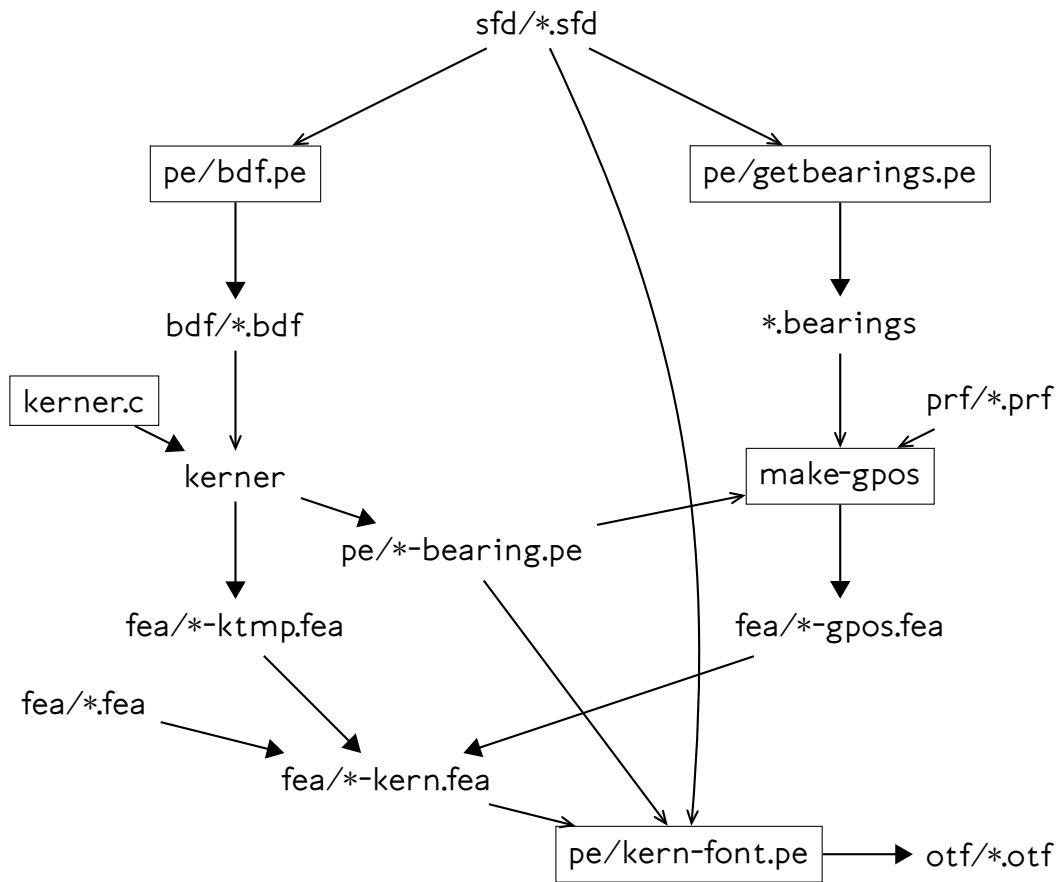 sfd/*.sfd
pe/bdf.pe
pe/getbearings.pe
bdf/*.bdf
*.bearings
kerner.c
prf/*.prf
kerner
make-gpos
pe/*-bearing.pe
fea/*-ktmp.fea
fea/*-gpos.fea
fea/*.fea
fea/*-kern.fea
pe/kern-font.pe
otf/*.otf